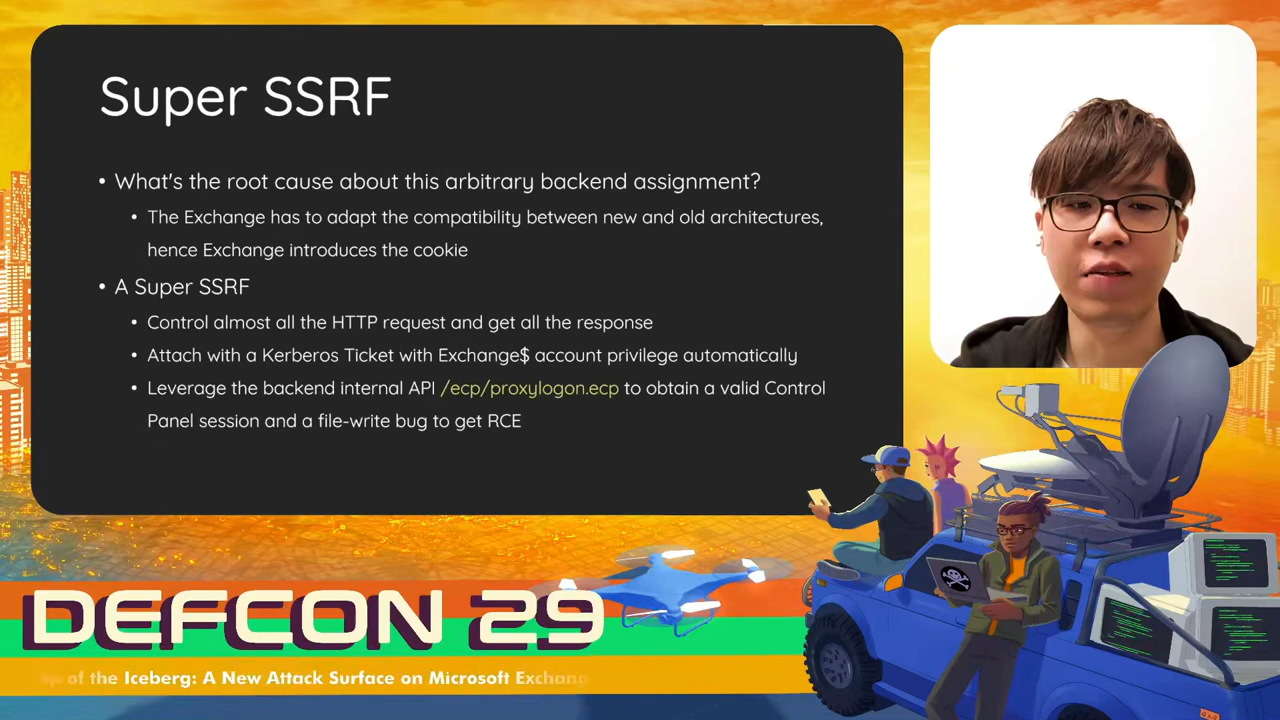 Super SSRF
• What's the root cause about this arbitrary backend assignment?
• The Exchange has to adapt the compatibility between new and old architectures,
hence Exchange introduces the cookie
• A Super SSRF
• Control almost all the HTTP request and get all the response
• Attach with a Kerberos Ticket with Exchange$ account privilege automatically
• Leverage the backend internal API /ecp/proxylogon.ecp to obtain a valid Control
Panel session and a file-write bug to get RCE
DEFCON 29
of the Iceberg: A New Attack Surface on Microsoft Exchang